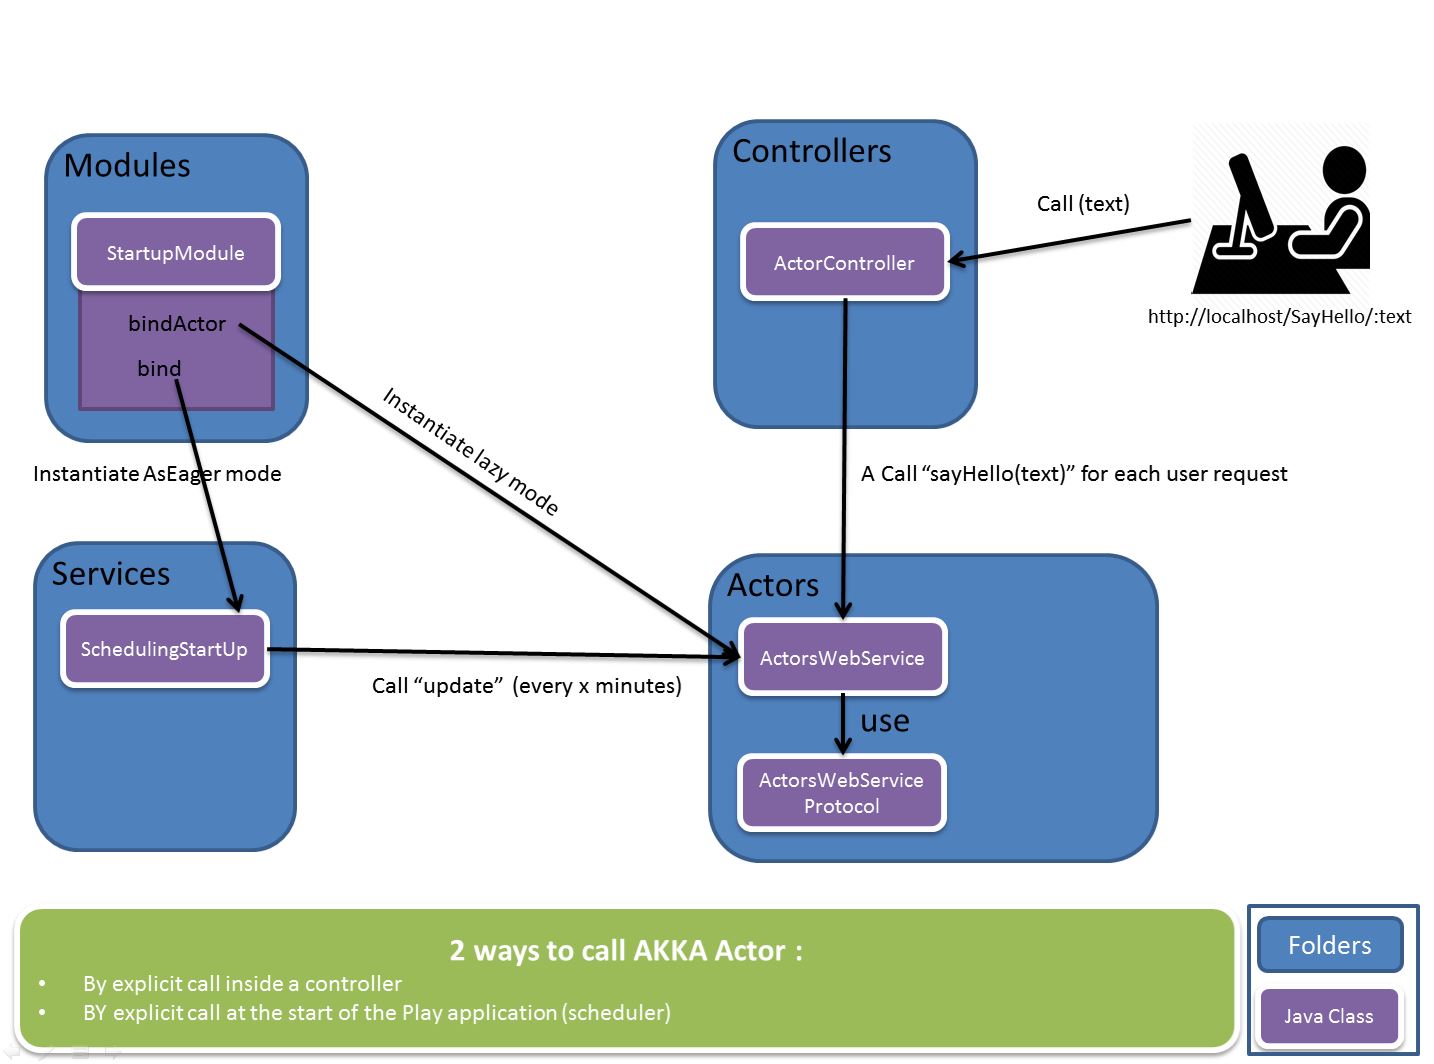 Modules
StartupModule
bindActor
bind
Instantiate AsEager mode
Instantiate lazy mode
Controllers
ActorController
Call (text)
http://localhost/SayHello/:text
A Call “sayHello(text)” for each user request
Services
SchedulingStartUp
Call “update” (every x minutes)
Actors
ActorsWebService
use
ActorsWebService
Protocol
2 ways to call AKKA Actor :
• By explicit call inside a controller
• BY explicit call at the start of the Play application (scheduler)
Folders
Java Class